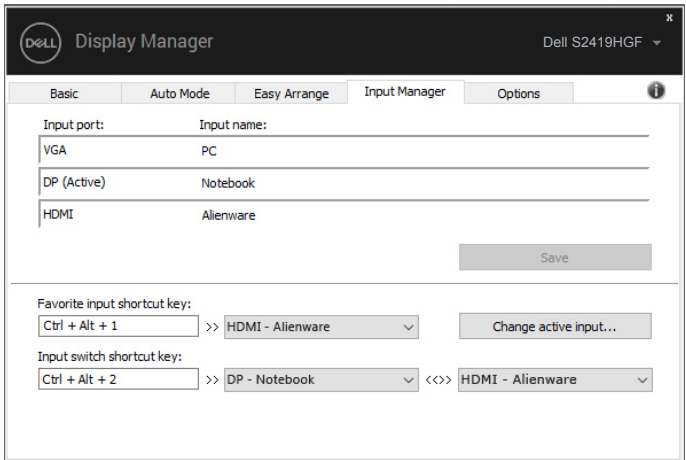 x
DELL Display Manager Dell S2419HGF
Basic Auto Mode Easy Arrange Input Manager Options i
Input port: Input name:
VGA PC
DP (Active) Notebook
HDMI Alienware
Save
Favorite input shortcut key:
Ctrl + Alt + 1 >> HDMI - Alienware Change active input...
Input switch shortcut key:
Ctrl + Alt + 2 >> DP - Notebook <<>> HDMI - Alienware